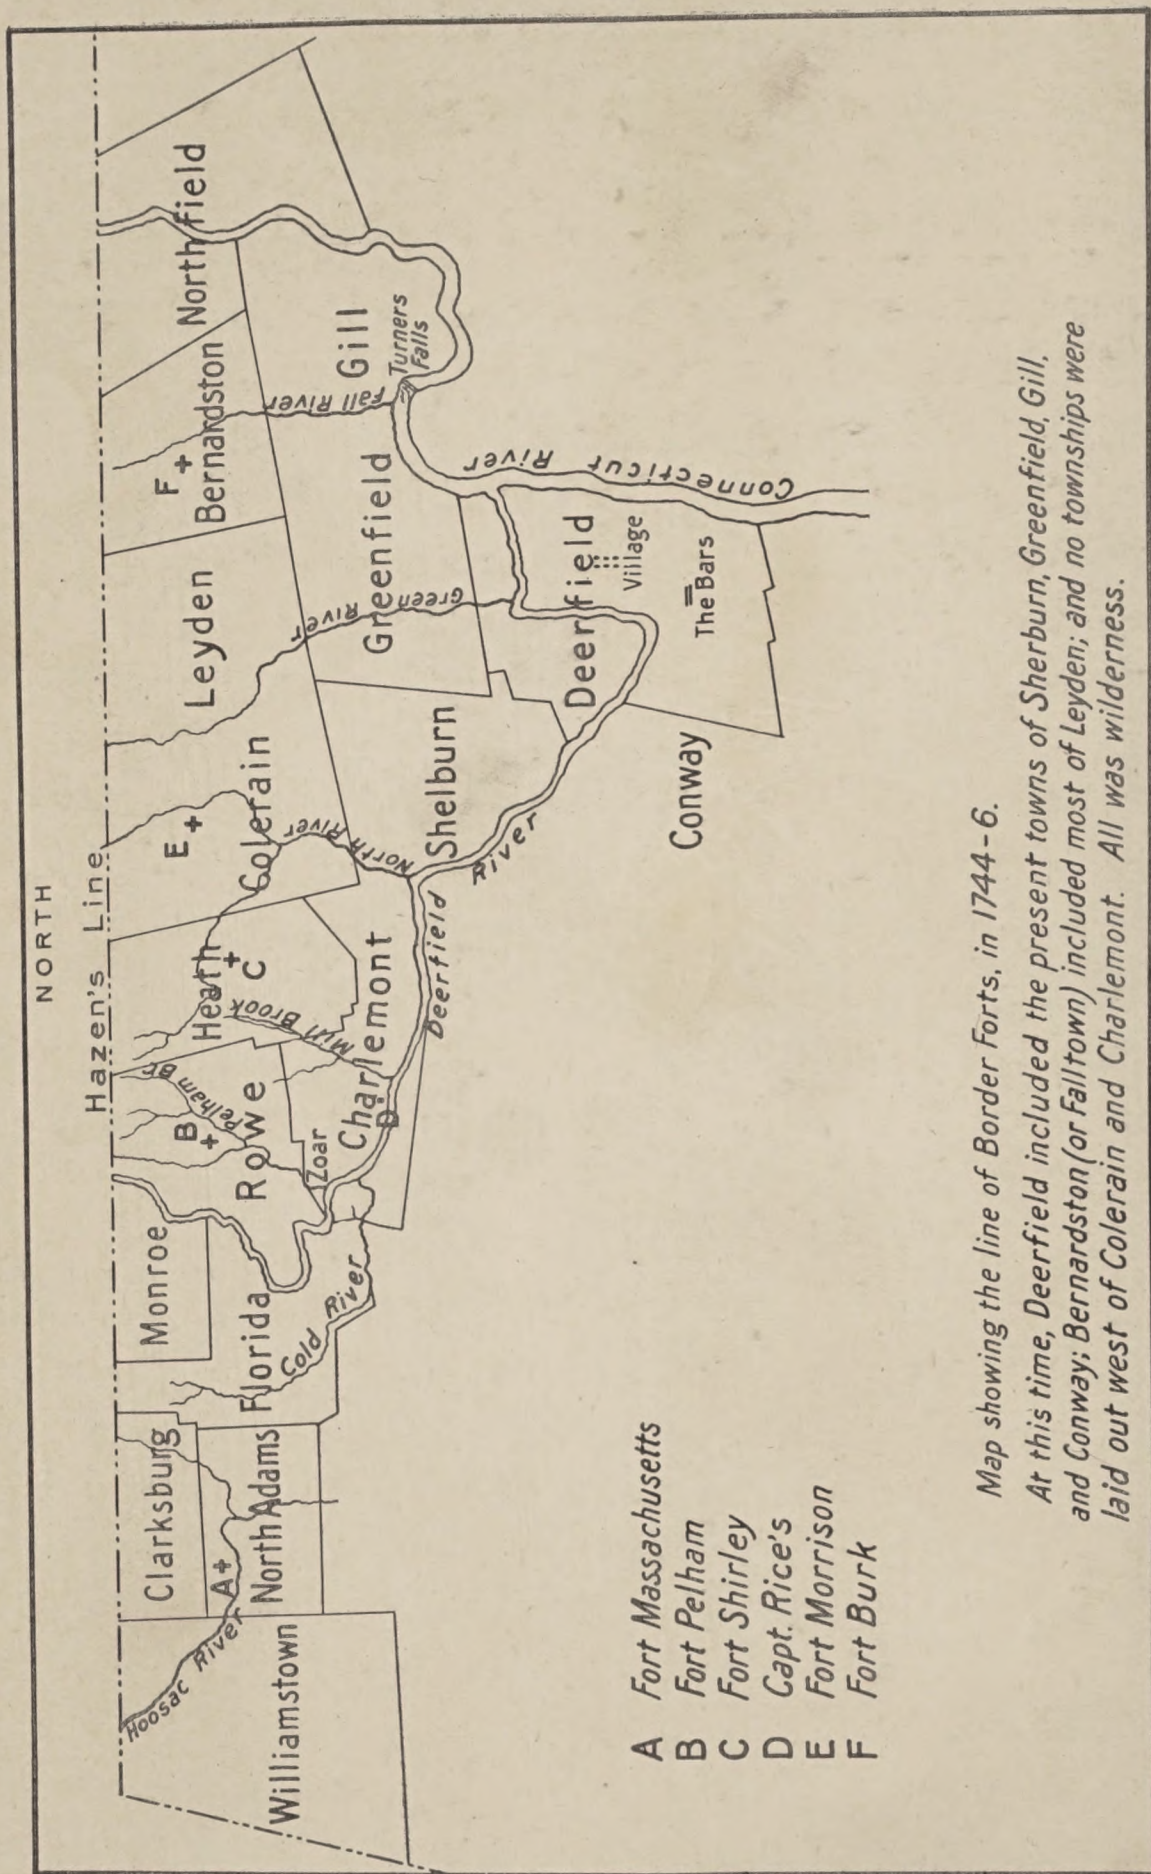 NORTH
Hazen's Line
Hoosac River
Williamstown
Clarksburg
A
North Adams
Monroe
Florida
Cold River
B
Pelham Br.
Rowe
Zoar
Heath
C
Mill Brook
Charlemont
D
Deerfield River
E
Colerain
North River
Shelburn
Conway
Leyden
Green River
Greenfield
Deerfield
Village
The Bars
F
Bernardston
Fall River
Gill
Turners
Falls
Northfield
Connecticut River
A Fort Massachusetts
B Fort Pelham
C Fort Shirley
D Capt. Rice's
E Fort Morrison
F Fort Burk
Map showing the line of Border Forts, in 1744-6.
At this time, Deerfield included the present towns of Sherburn, Greenfield, Gill,
and Conway; Bernardston (or Falltown) included most of Leyden; and no townships were
laid out west of Colerain and Charlemont. All was wilderness.